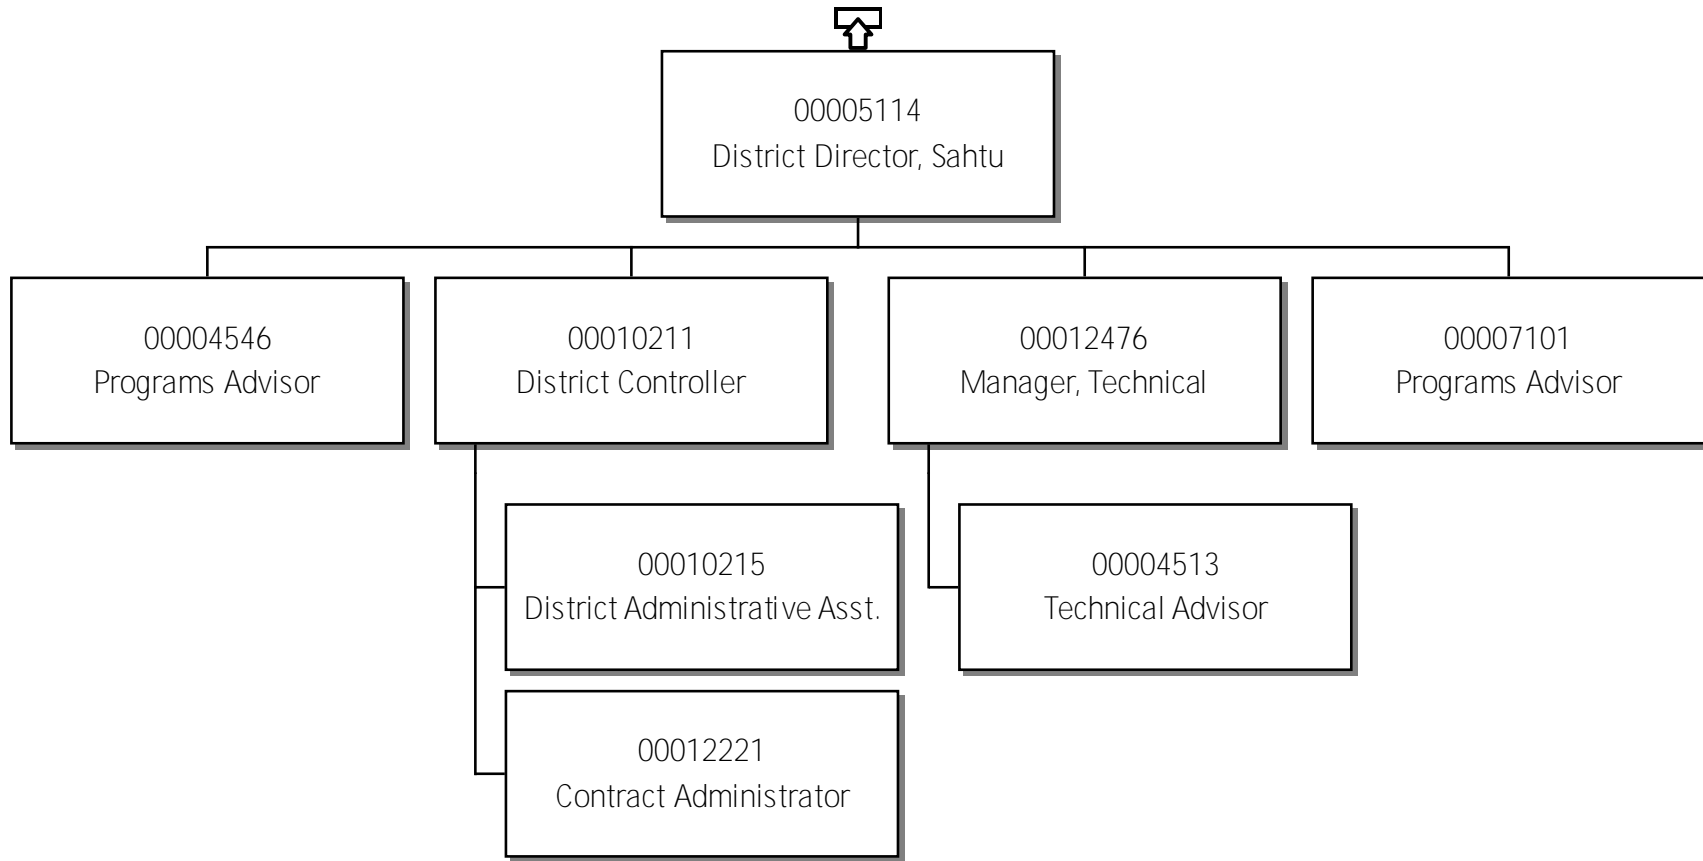 00005114
District Director, Sahtu
00004546
Programs Advisor
00010211
District Controller
00012476
Manager, Technical
00007101
Programs Advisor
00010215
District Administrative Asst.
00004513
Technical Advisor
00012221
Contract Administrator